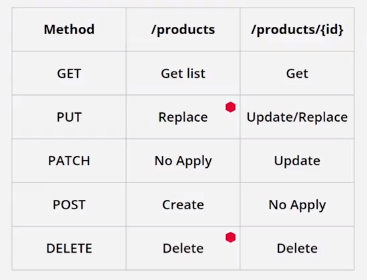 Method /products /products/{id}
GET Get list Get
PUT Replace Update/Replace
PATCH No Apply Update
POST Create No Apply
DELETE Delete Delete